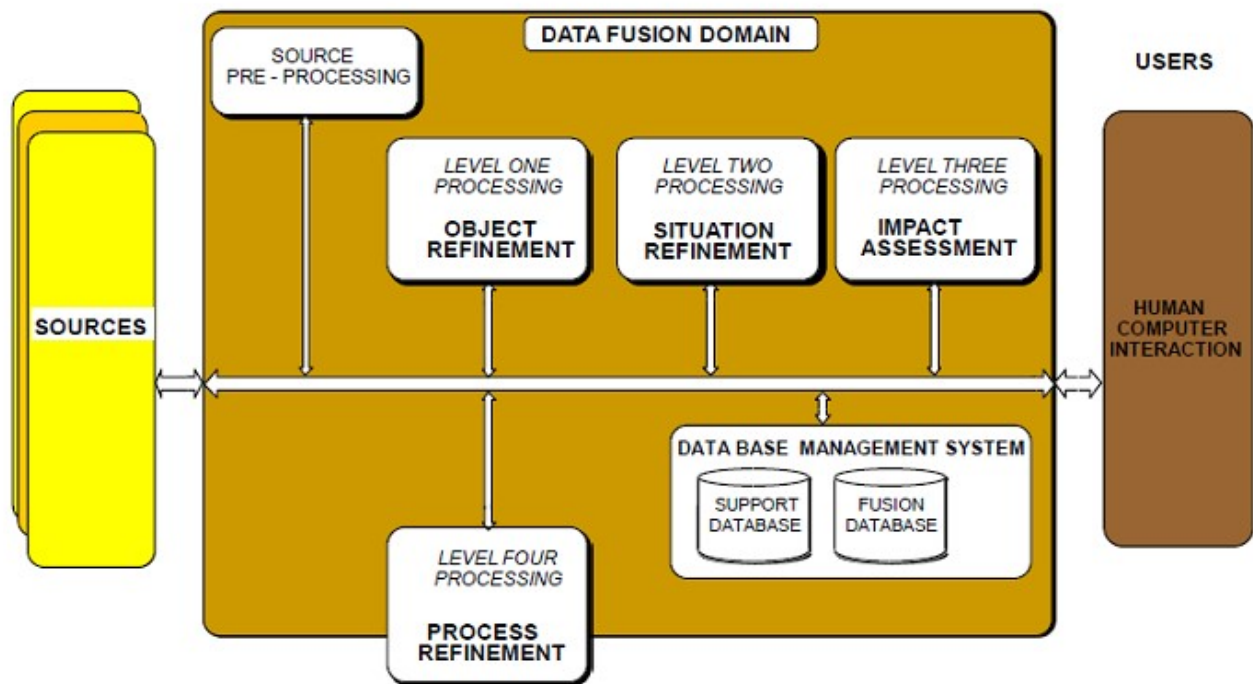 DATA FUSION DOMAIN
SOURCE
PRE - PROCESSING
USERS
LEVEL ONE
PROCESSING
OBJECT
REFINEMENT
LEVEL TWO
PROCESSING
SITUATION
REFINEMENT
LEVEL THREE
PROCESSING
IMPACT
ASSESSMENT
SOURCES
HUMAN
COMPUTER
INTERACTION
DATA BASE MANAGEMENT SYSTEM
SUPPORT
DATABASE
FUSION
DATABASE
LEVEL FOUR
PROCESSING
PROCESS
REFINEMENT